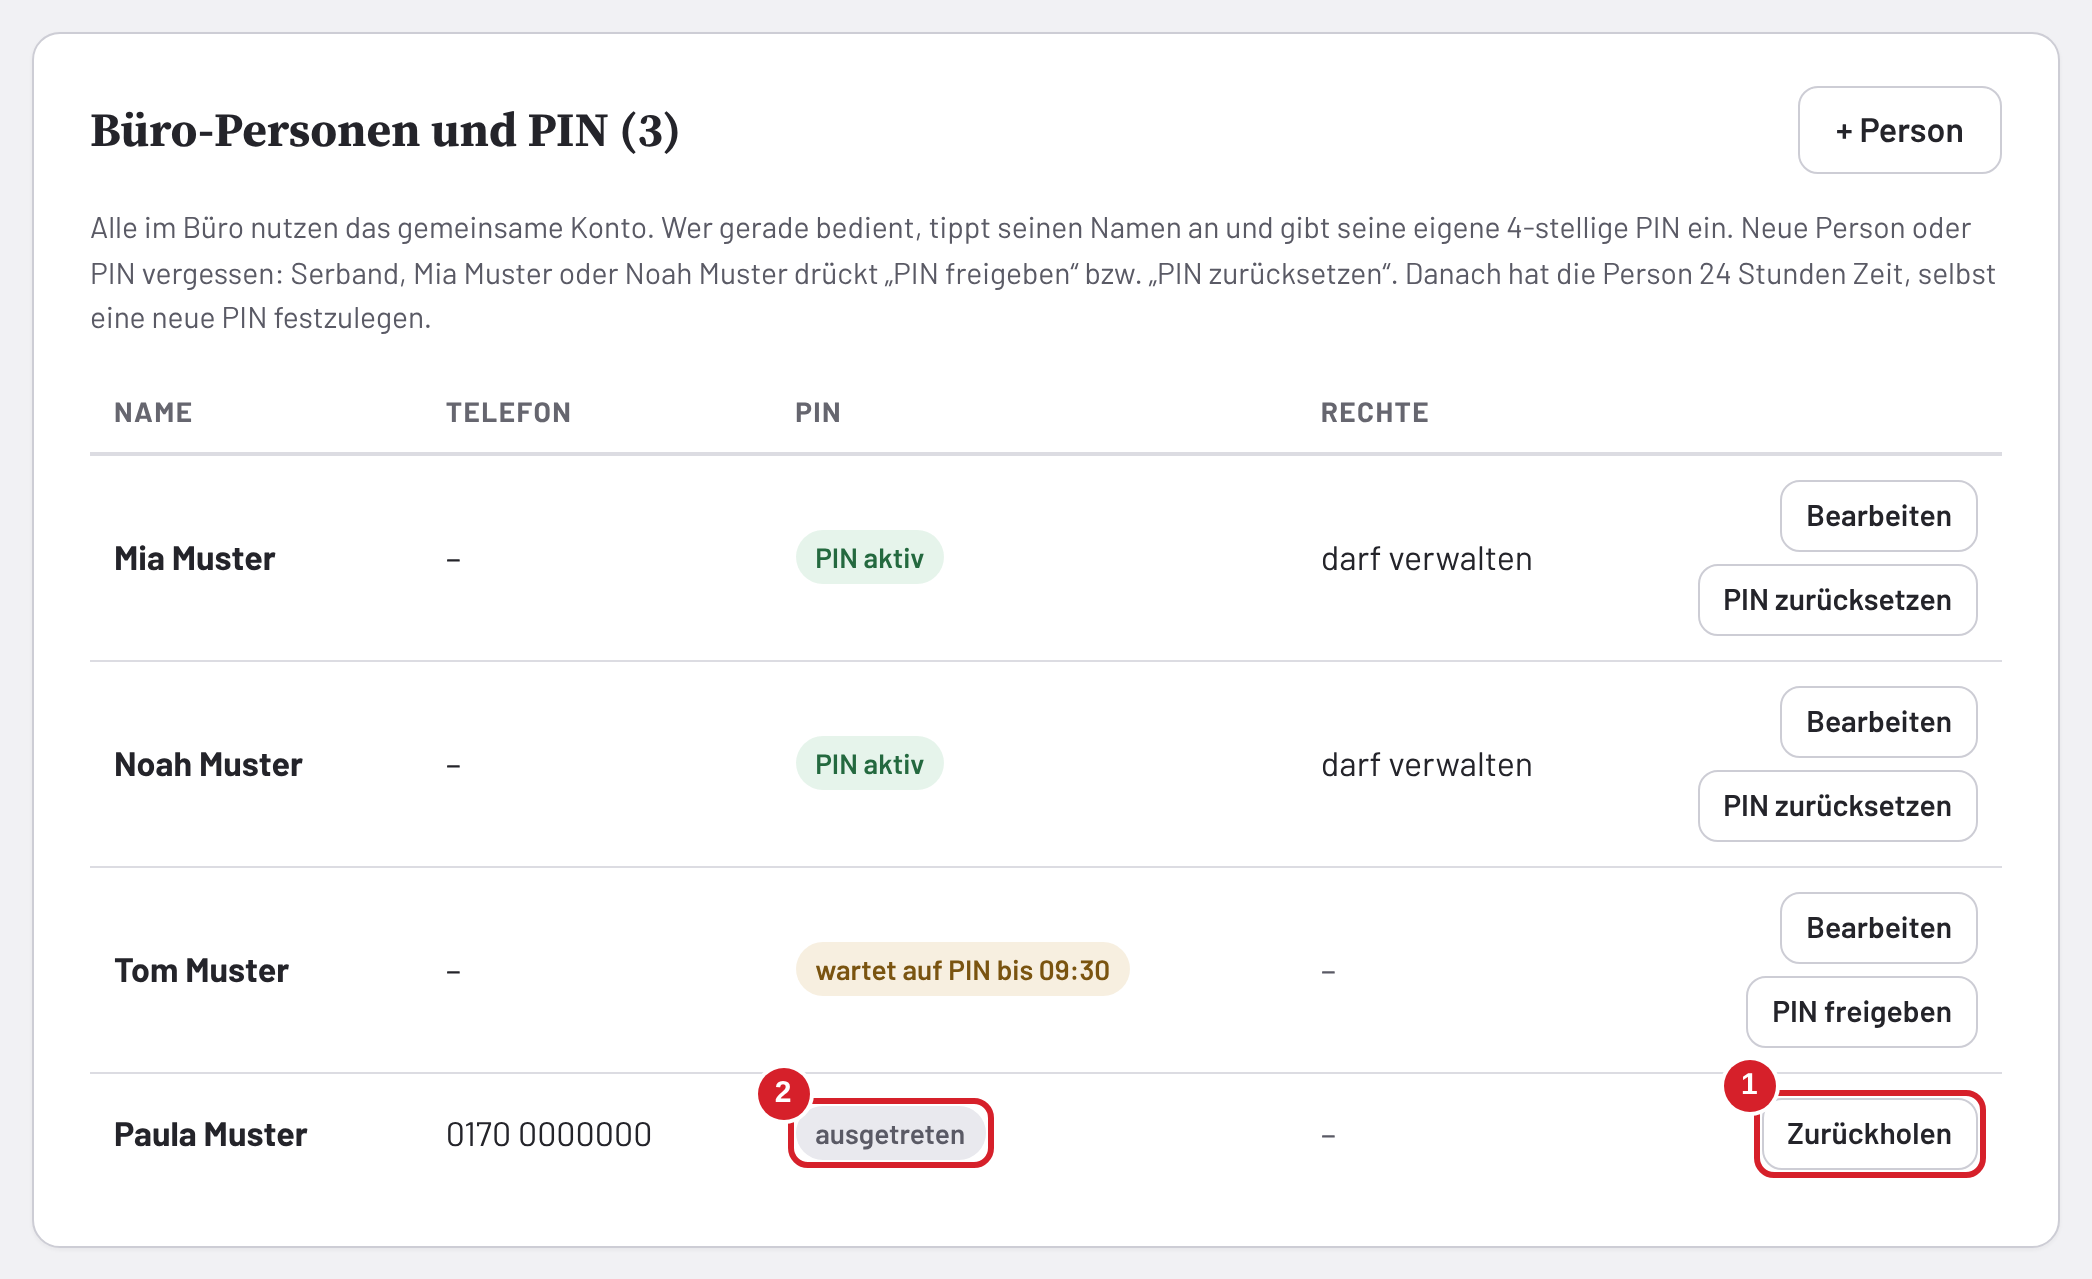 Büro-Personen und PIN (3)
+ Person
Alle im Büro nutzen das gemeinsame Konto. Wer gerade bedient, tippt seinen Namen an und gibt seine eigene 4-stellige PIN ein. Neue Person oder
PIN vergessen: Serband, Mia Muster oder Noah Muster drückt „PIN freigeben“ bzw. „PIN zurücksetzen“. Danach hat die Person 24 Stunden Zeit, selbst
eine neue PIN festzulegen.
NAME TELEFON PIN RECHTE
Mia Muster – PIN aktiv darf verwalten Bearbeiten
PIN zurücksetzen
Noah Muster – PIN aktiv darf verwalten Bearbeiten
PIN zurücksetzen
Tom Muster – wartet auf PIN bis 09:30 – Bearbeiten
PIN freigeben
2 1
Paula Muster 0170 0000000 ausgetreten – Zurückholen